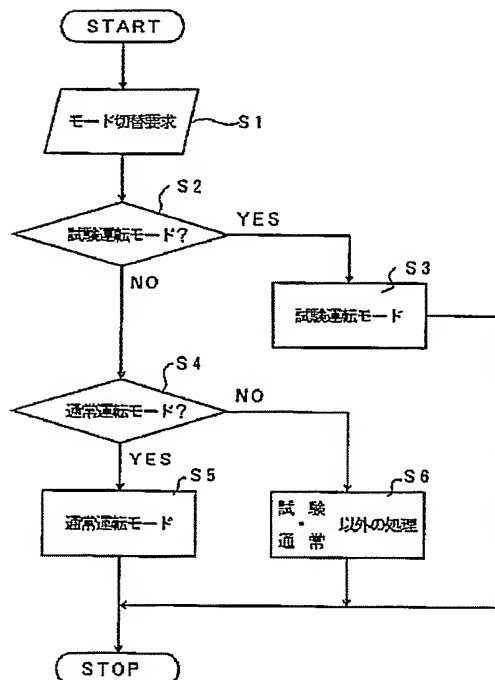 START
モード切替要求
S1
S2
試験運転モード?
YES
NO
S3
試験運転モード
S4
通常運転モード?
NO
YES
S5
通常運転モード
S6
試験・通常 以外の処理
STOP